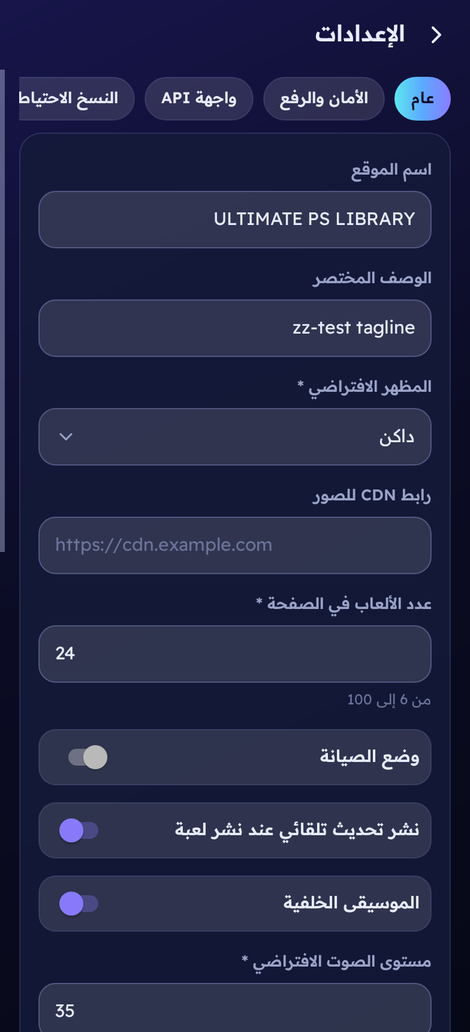 الإعدادات
عام
الأمان والرفع
واجهة API
النسخ الاحتياط
اسم الموقع
ULTIMATE PS LIBRARY
الوصف المختصر
zz-test tagline
المظهر الافتراضي *
داكن
رابط CDN للصور
https://cdn.example.com
عدد الألعاب في الصفحة *
24
من 6 إلى 100
وضع الصيانة
نشر تحديث تلقائي عند نشر لعبة
الموسيقى الخلفية
مستوى الصوت الافتراضي *
35